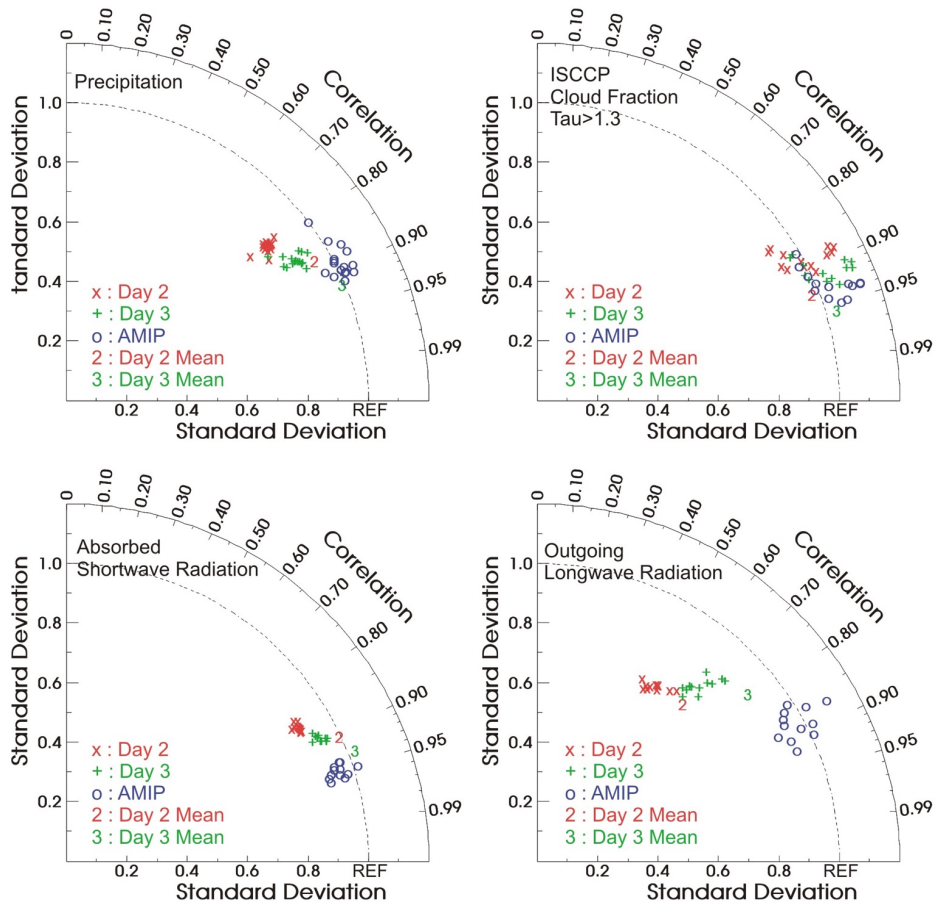 0 0.10 0.20 0.30 0.40 0.50 0.60 0.70 0.80 0.90 0.95 0.99
Correlation
Precipitation
1.0
0.8
0.6
0.4
0.2
tandard Deviation
x : Day 2
+ : Day 3
o : AMIP
2 : Day 2 Mean
3 : Day 3 Mean
2
3
0.2 0.4 0.6 0.8 REF
Standard Deviation
0 0.10 0.20 0.30 0.40 0.50 0.60 0.70 0.80 0.90 0.95 0.99
Correlation
ISCCP
Cloud Fraction
Tau>1.3
1.0
0.8
0.6
0.4
0.2
Standard Deviation
x : Day 2
+ : Day 3
o : AMIP
2 : Day 2 Mean
3 : Day 3 Mean
2
3
0.2 0.4 0.6 0.8 REF
Standard Deviation
0 0.10 0.20 0.30 0.40 0.50 0.60 0.70 0.80 0.90 0.95 0.99
Correlation
Absorbed
Shortwave Radiation
1.0
0.8
0.6
0.4
0.2
Standard Deviation
x : Day 2
+ : Day 3
o : AMIP
2 : Day 2 Mean
3 : Day 3 Mean
2
3
0.2 0.4 0.6 0.8 REF
Standard Deviation
0 0.10 0.20 0.30 0.40 0.50 0.60 0.70 0.80 0.90 0.95 0.99
Correlation
Outgoing
Longwave Radiation
1.0
0.8
0.6
0.4
0.2
Standard Deviation
x : Day 2
+ : Day 3
o : AMIP
2 : Day 2 Mean
3 : Day 3 Mean
2
3
0.2 0.4 0.6 0.8 REF
Standard Deviation